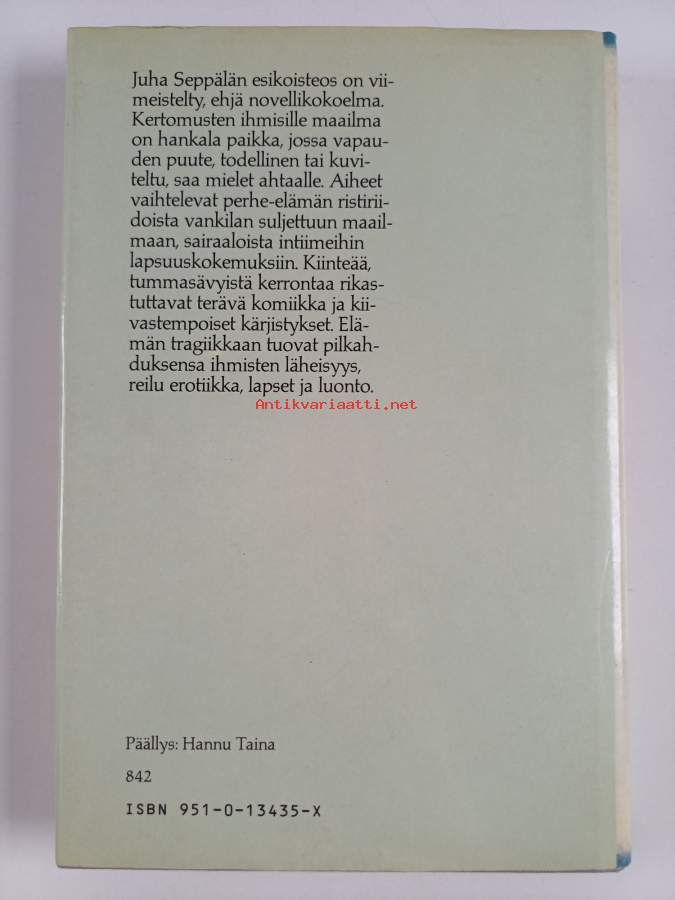 Juha Seppälän esikoisteos on vii-
meistelty, ehjä novellikokoelma.
Kertomusten ihmisille maailma
on hankala paikka, jossa vapau-
den puute, todellinen tai kuvi-
teltu, saa mielet ahtaalle. Aiheet
vaihtelevat perhe-elämän ristirii-
doista vankilan suljettuun maail-
maan, sairaaloista intiimeihin
lapsuuskokemuksiin. Kiinteää,
tummasävyistä kerrontaa rikas-
tuttavat terävä komiikka ja kii-
vastempoiset kärjistykset. Elä-
män tragiikkaan tuovat pilkah-
duksensa ihmisten läheisyys,
reilu erotiikka, lapset ja luonto.
Antikvariaatti.net
Päällys: Hannu Taina
842
ISBN 951-0-13435-X